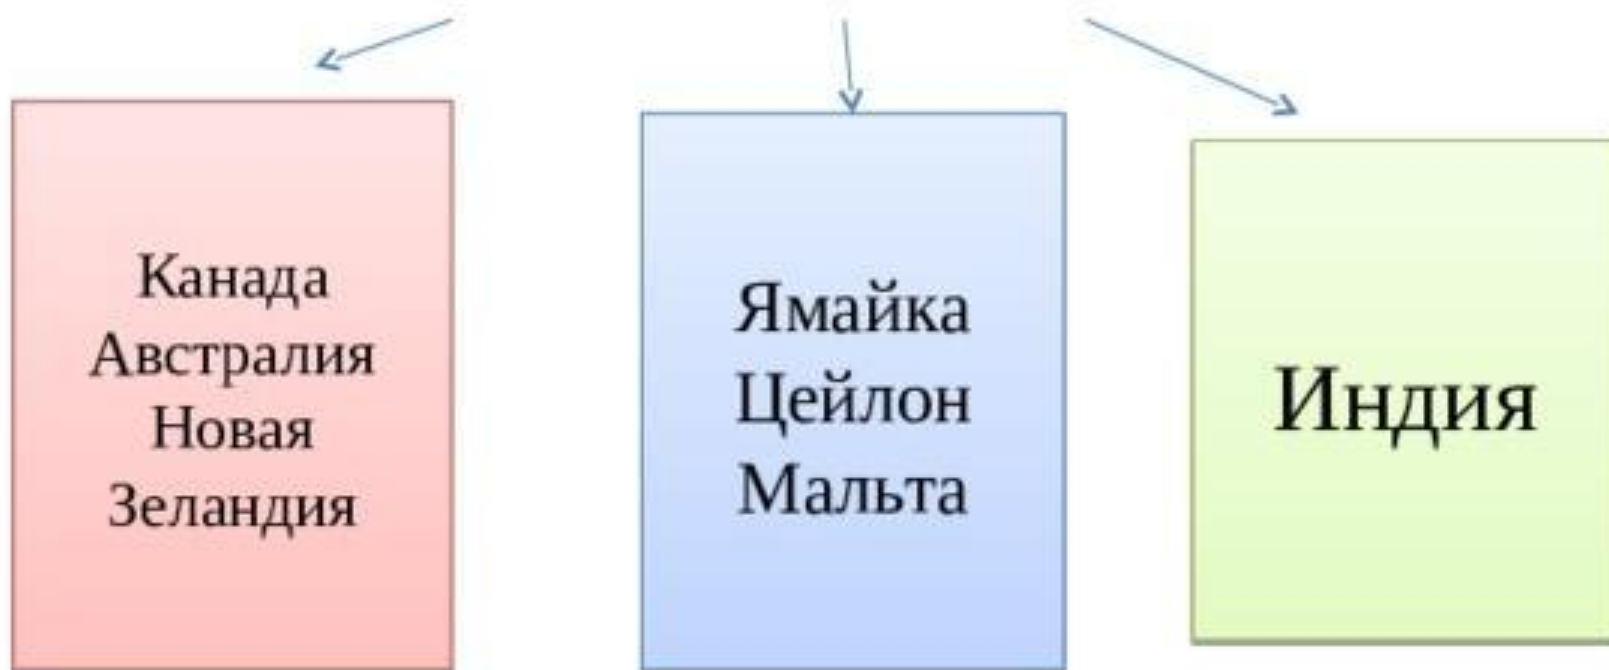 Канада
Австралия
Новая
Зеландия
Ямайка
Цейлон
Мальта
Индия